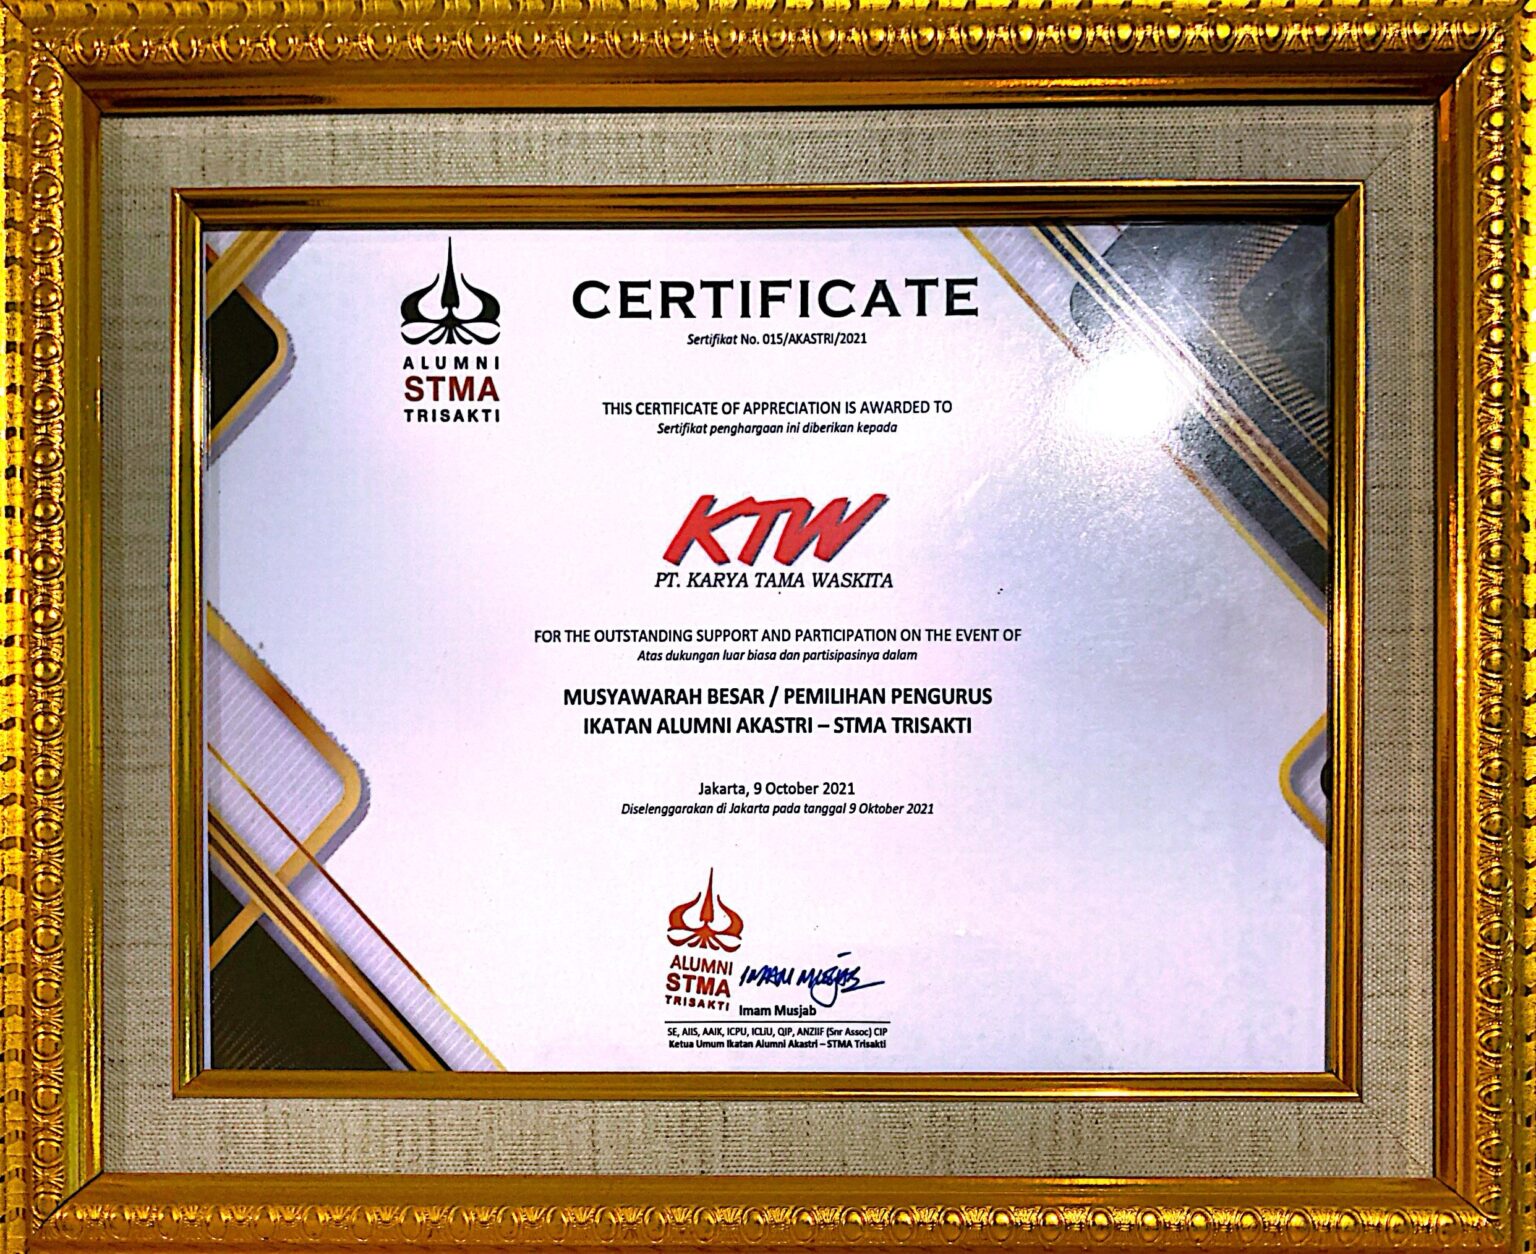 ALUMNI
STMA
TRISAKTI
CERTIFICATE
Sertifikat No. 015/AKASTRI/2021
THIS CERTIFICATE OF APPRECIATION IS AWARDED TO
Sertifikat penghargaan ini diberikan kepada
KTW
PT. KARYA TAMA WASKITA
FOR THE OUTSTANDING SUPPORT AND PARTICIPATION ON THE EVENT OF
Atas dukungan luar biasa dan partisipasinya dalam
MUSYAWARAH BESAR / PEMILIHAN PENGURUS
IKATAN ALUMNI AKASTRI – STMA TRISAKTI
Jakarta, 9 October 2021
Diselenggarakan di Jakarta pada tanggal 9 Oktober 2021
ALUMNI
STMA
TRISAKTI
IMAM MUSJAB
Imam Musjab
SE, AIIS, AAIK, ICPU, ICLIU, QIP, ANZIIF (Snr Assoc) CIP
Ketua Umum Ikatan Alumni Akastri – STMA Trisakti